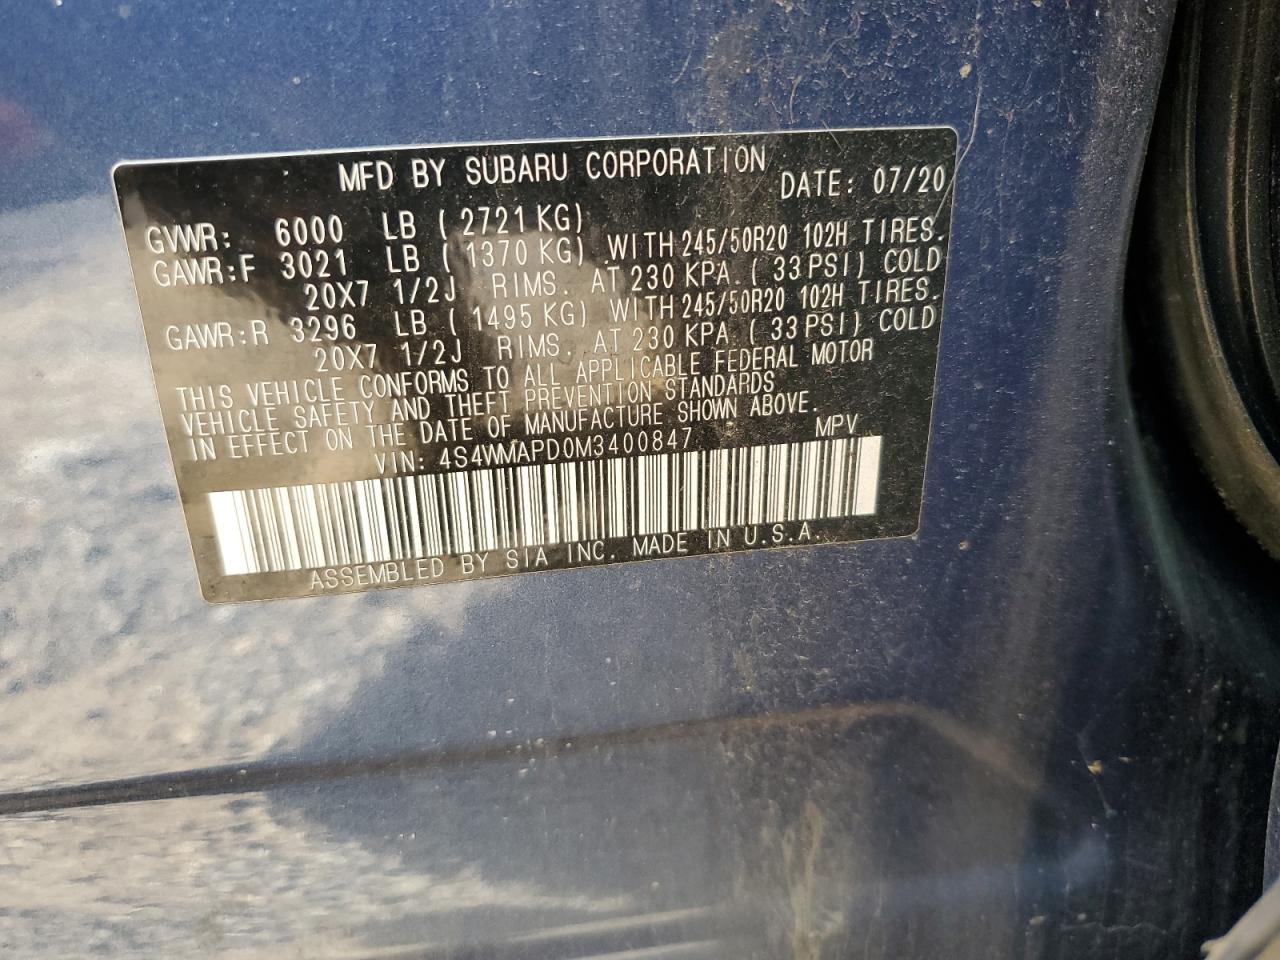 MFD BY SUBARU CORPORATION DATE: 07/20
GVWR: 6000 LB ( 2721 KG)
GAWR:F 3021 LB ( 1370 KG) WITH 245/50R20 102H TIRES.
20X7 1/2J RIMS. AT 230 KPA. ( 33 PSI) COLD
GAWR:R 3296 LB ( 1495 KG) WITH 245/50R20 102H TIRES.
20X7 1/2J RIMS. AT 230 KPA ( 33 PSI) COLD
THIS VEHICLE CONFORMS TO ALL APPLICABLE FEDERAL MOTOR
VEHICLE SAFETY AND THEFT PREVENTION STANDARDS
IN EFFECT ON THE DATE OF MANUFACTURE SHOWN ABOVE.
VIN: 4S4WMAPD0M3400847 MPV
ASSEMBLED BY SIA INC. MADE IN U.S.A.